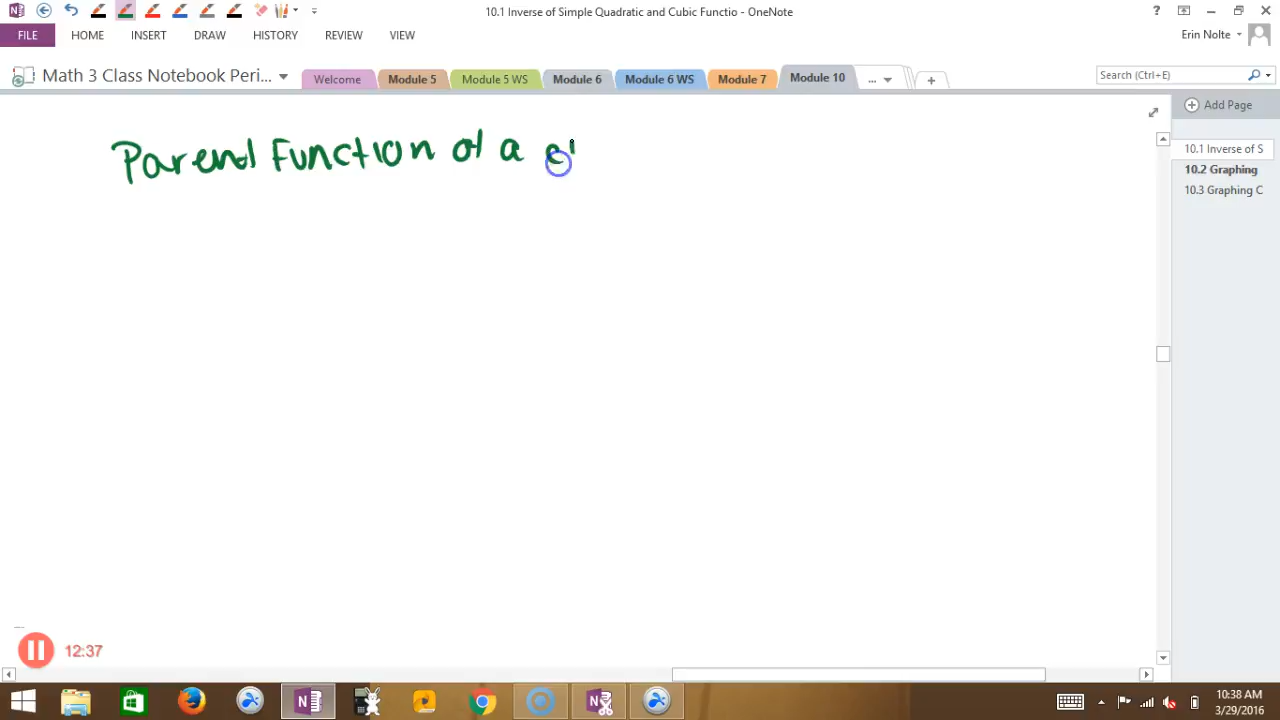 10.1 Inverse of Simple Quadratic and Cubic Functio - OneNote
FILE HOME INSERT DRAW HISTORY REVIEW VIEW
Erin Nolte
Math 3 Class Notebook Peri...
Welcome Module 5 Module 5 WS Module 6 Module 6 WS Module 7 Module 10 ...
Search (Ctrl+E)
Add Page
10.1 Inverse of S
10.2 Graphing
10.3 Graphing C
Parent Function of a
12:37
10:38 AM
3/29/2016